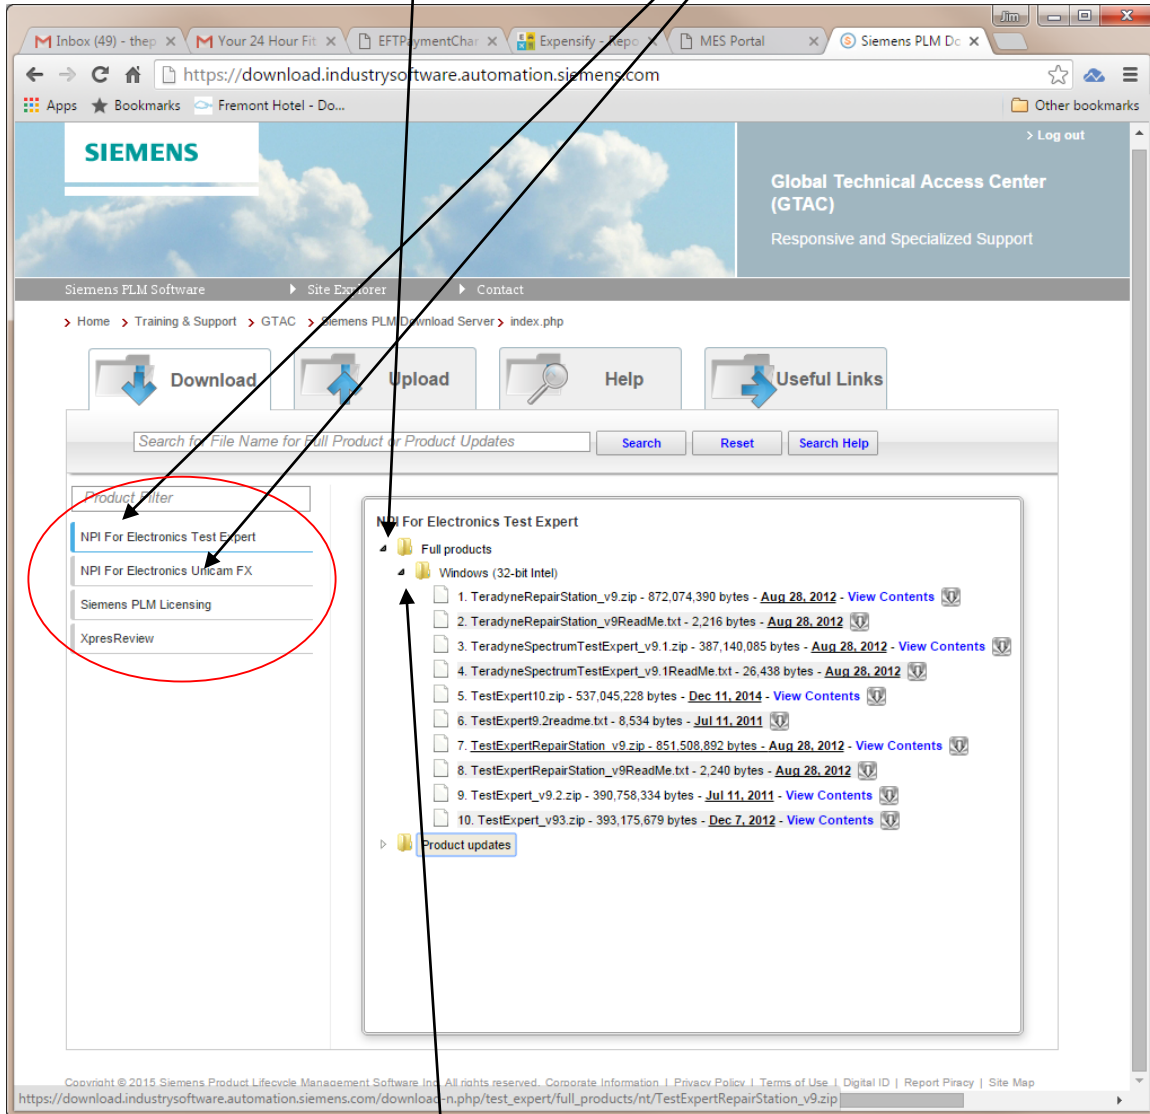 Jim
Inbox (49) - thep
Your 24 Hour Fit
EFTPaymentChar
Expensify - Repo
MES Portal
Siemens PLM Do
https://download.industrysoftware.automation.siemens.com
Apps Bookmarks Fremont Hotel - Do... Other bookmarks
SIEMENS
> Log out
Global Technical Access Center
(GTAC)
Responsive and Specialized Support
Siemens PLM Software Site Explorer Contact
> Home > Training & Support > GTAC > Siemens PLM Download Server > index.php
Download Upload Help Useful Links
Search for File Name for Full Product or Product Updates Search Reset Search Help
Product Filter
NPI For Electronics Test Expert
NPI For Electronics Unicam FX
Siemens PLM Licensing
XpresReview
NPI For Electronics Test Expert
Full products
Windows (32-bit Intel)
1. TeradyneRepairStation_v9.zip - 872,074,390 bytes - Aug 28, 2012 - View Contents
2. TeradyneRepairStation_v9ReadMe.txt - 2,216 bytes - Aug 28, 2012
3. TeradyneSpectrumTestExpert_v9.1.zip - 387,140,085 bytes - Aug 28, 2012 - View Contents
4. TeradyneSpectrumTestExpert_v9.1ReadMe.txt - 26,438 bytes - Aug 28, 2012
5. TestExpert10.zip - 537,045,228 bytes - Dec 11, 2014 - View Contents
6. TestExpert9.2readme.txt - 8,534 bytes - Jul 11, 2011
7. TestExpertRepairStation_v9.zip - 851,508,892 bytes - Aug 28, 2012 - View Contents
8. TestExpertRepairStation_v9ReadMe.txt - 2,240 bytes - Aug 28, 2012
9. TestExpert_v9.2.zip - 390,758,334 bytes - Jul 11, 2011 - View Contents
10. TestExpert_v93.zip - 393,175,679 bytes - Dec 7, 2012 - View Contents
Product updates
Copyright © 2015 Siemens Product Lifecycle Management Software Inc. All rights reserved. Corporate Information | Privacy Policy | Terms of Use | Digital ID | Report Piracy | Site Map
https://download.industrysoftware.automation.siemens.com/download-n.php/test_expert/full_products/nt/TestExpertRepairStation_v9.zip